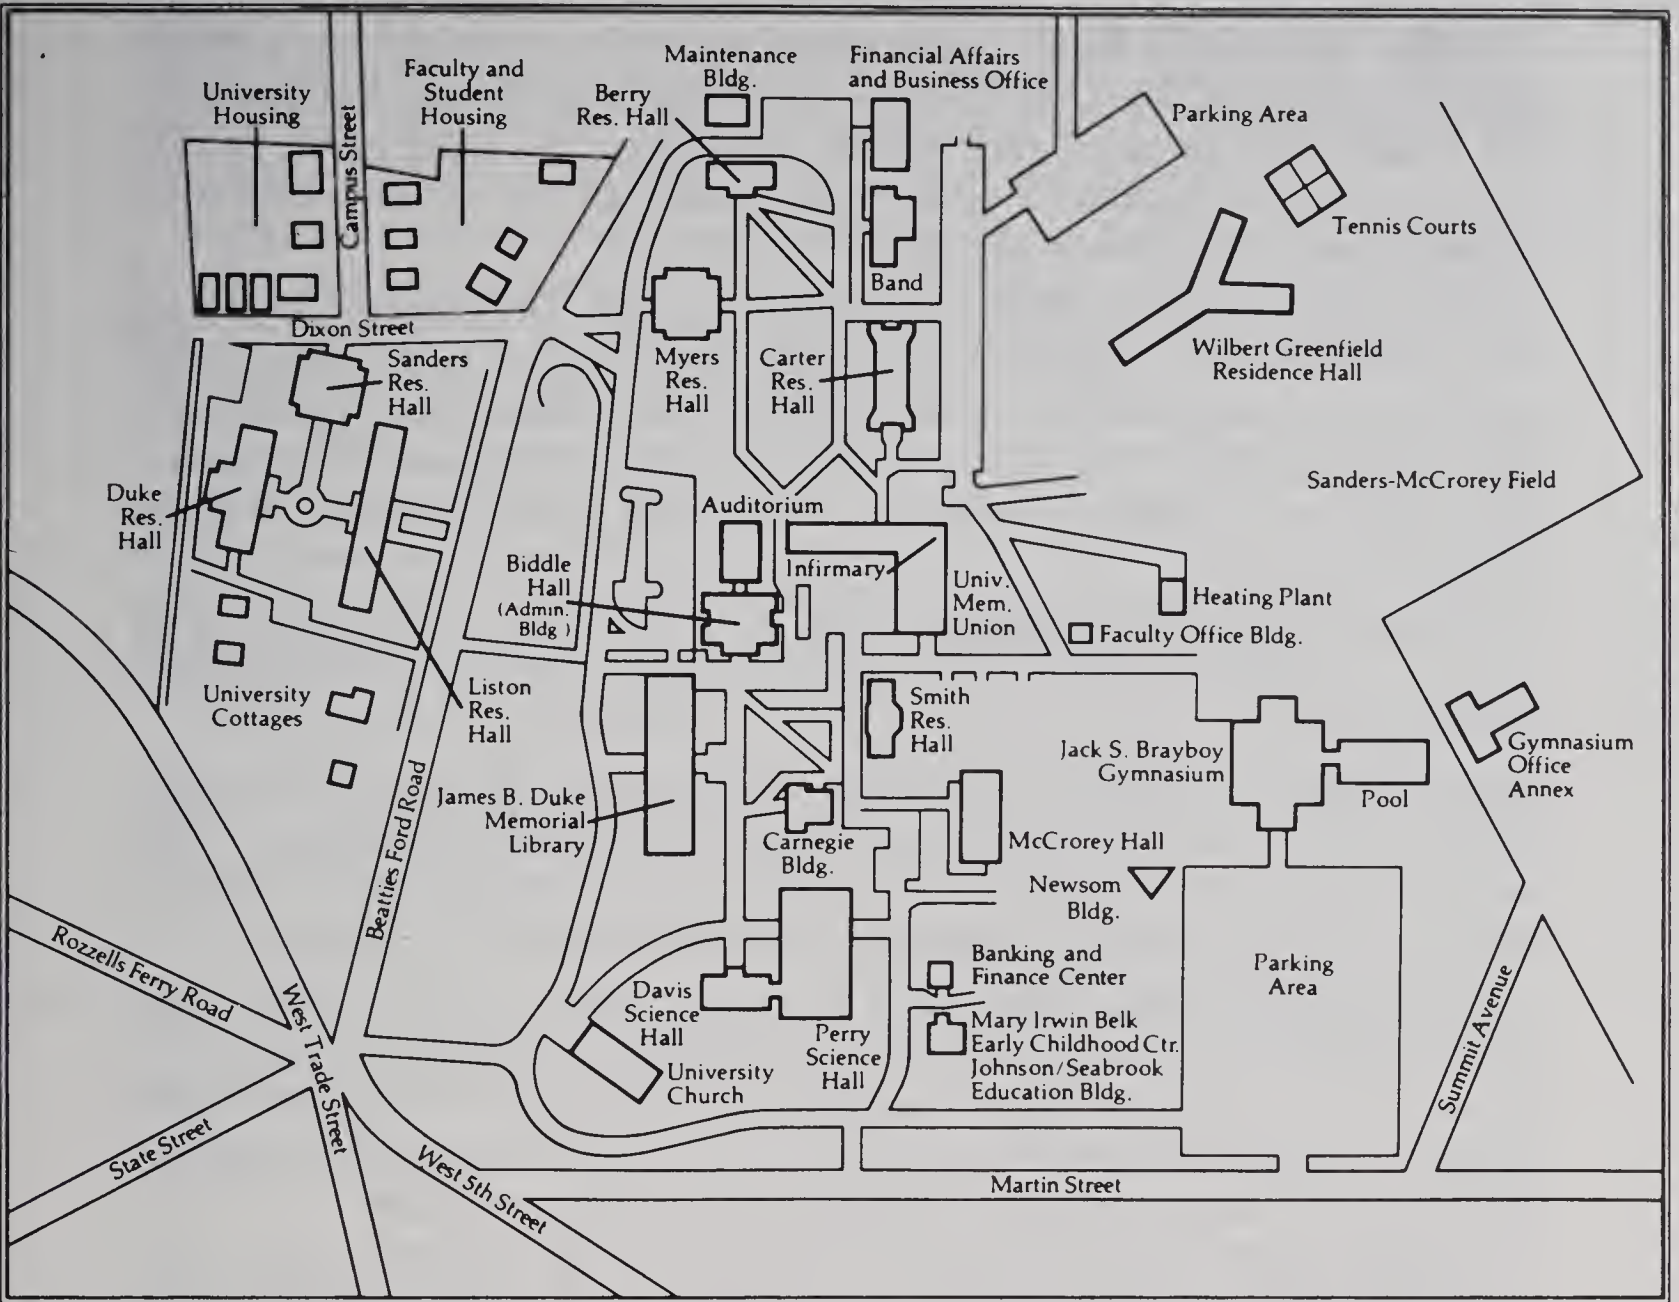 Maintenance
Bldg.
Financial Affairs
and Business Office
Faculty and
Student
Housing
University
Housing
Berry
Res. Hall
Parking Area
Campus Street
Tennis Courts
Band
Dixon Street
Sanders
Res.
Hall
Myers
Res.
Hall
Carter
Res.
Hall
Wilbert Greenfield
Residence Hall
Duke
Res.
Hall
Sanders-McCrorey Field
Auditorium
Biddle
Hall
(Admin.
Bldg.)
Infirmary
Univ.
Mem.
Union
Heating Plant
Faculty Office Bldg.
University
Cottages
Liston
Res.
Hall
Smith
Res.
Hall
Jack S. Brayboy
Gymnasium
Pool
Gymnasium
Office
Annex
James B. Duke
Memorial
Library
Beatties Ford Road
Carnegie
Bldg.
McCrorey Hall
Newsom
Bldg.
Rozzells Ferry Road
West Trade Street
Davis
Science
Hall
Perry
Science
Hall
Banking and
Finance Center
Parking
Area
Mary Irwin Belk
Early Childhood Ctr.
Johnson/Seabrook
Education Bldg.
University
Church
Summit Avenue
State Street
West 5th Street
Martin Street